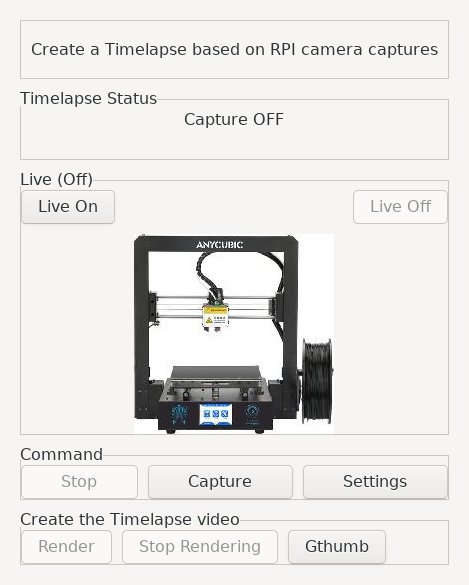 Create a Timelapse based on RPI camera captures
Timelapse Status
Capture OFF
Live (Off)
Live On
Live Off
ANYCUBIC
Command
Stop
Capture
Settings
Create the Timelapse video
Render
Stop Rendering
Gthumb